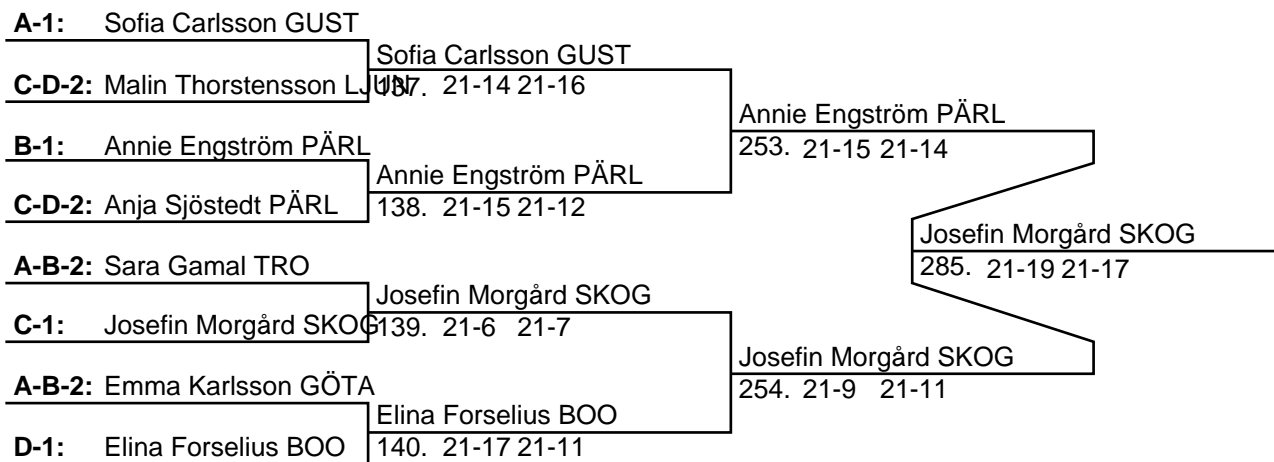 A-1: Sofia Carlsson GUST
Sofia Carlsson GUST
C-D-2: Malin Thorstensson LJUN
137. 21-14 21-16
Annie Engström PÄRL
253. 21-15 21-14
B-1: Annie Engström PÄRL
Annie Engström PÄRL
C-D-2: Anja Sjöstedt PÄRL
138. 21-15 21-12
Josefin Morgård SKOG
285. 21-19 21-17
A-B-2: Sara Gamal TRO
Josefin Morgård SKOG
C-1: Josefin Morgård SKOG
139. 21-6 21-7
Josefin Morgård SKOG
254. 21-9 21-11
A-B-2: Emma Karlsson GÖTA
Elina Forselius BOO
D-1: Elina Forselius BOO
140. 21-17 21-11